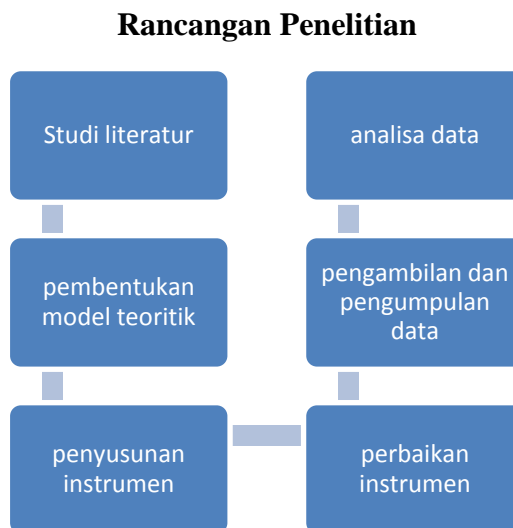 Rancangan Penelitian
Studi literatur
pembentukan
model teoritik
penyusunan
instrumen
perbaikan
instrumen
pengambilan dan
pengumpulan
data
analisa data